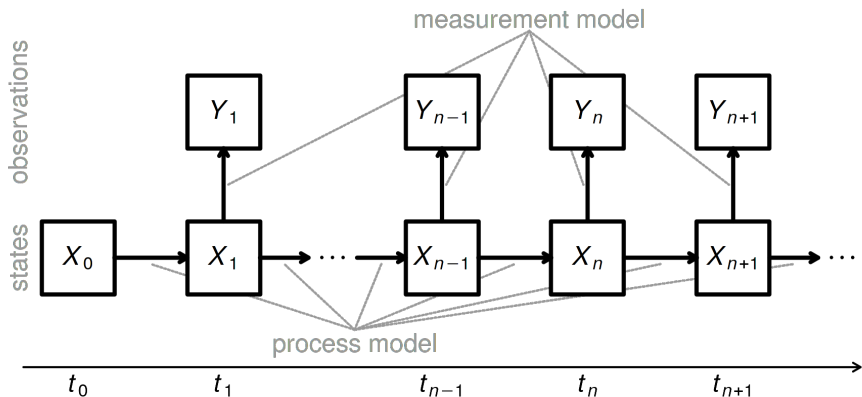 measurement model
observations
Y₁ Yₙ₋₁ Yₙ Yₙ₊₁
states
X₀ X₁ ··· Xₙ₋₁ Xₙ Xₙ₊₁ ···
process model
t₀ t₁ tₙ₋₁ tₙ tₙ₊₁